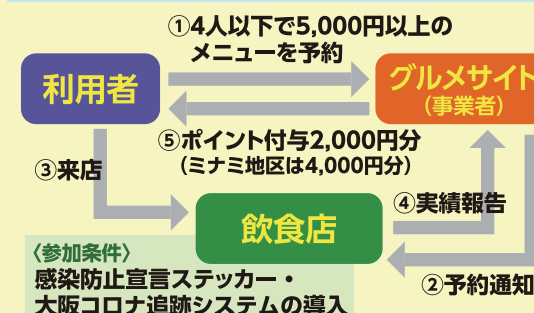 ①4人以下で5,000円以上の
メニューを予約
利用者
グルメサイト
(事業者)
⑤ポイント付与2,000円分
(ミナミ地区は4,000円分)
③来店
④実績報告
飲食店
②予約通知
〈参加条件〉
感染防止宣言ステッカー・
大阪コロナ追跡システムの導入